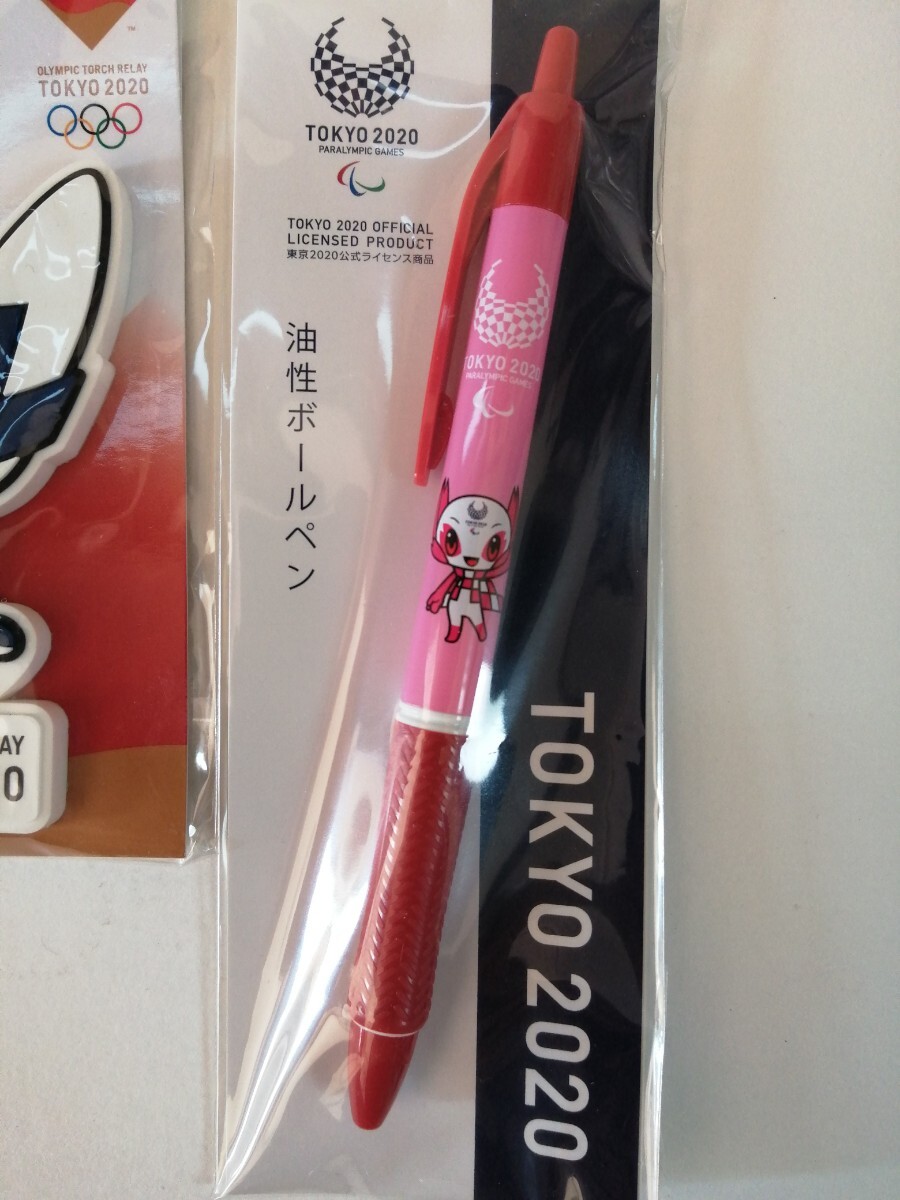 ™
OLYMPIC TORCH RELAY
TOKYO 2020
AY
0
TOKYO 2020
PARALYMPIC GAMES
TOKYO 2020 OFFICIAL
LICENSED PRODUCT
東京2020公式ライセンス商品
油性ボールペン
TOKYO 2020
PARALYMPIC GAMES
TOKYO 2020